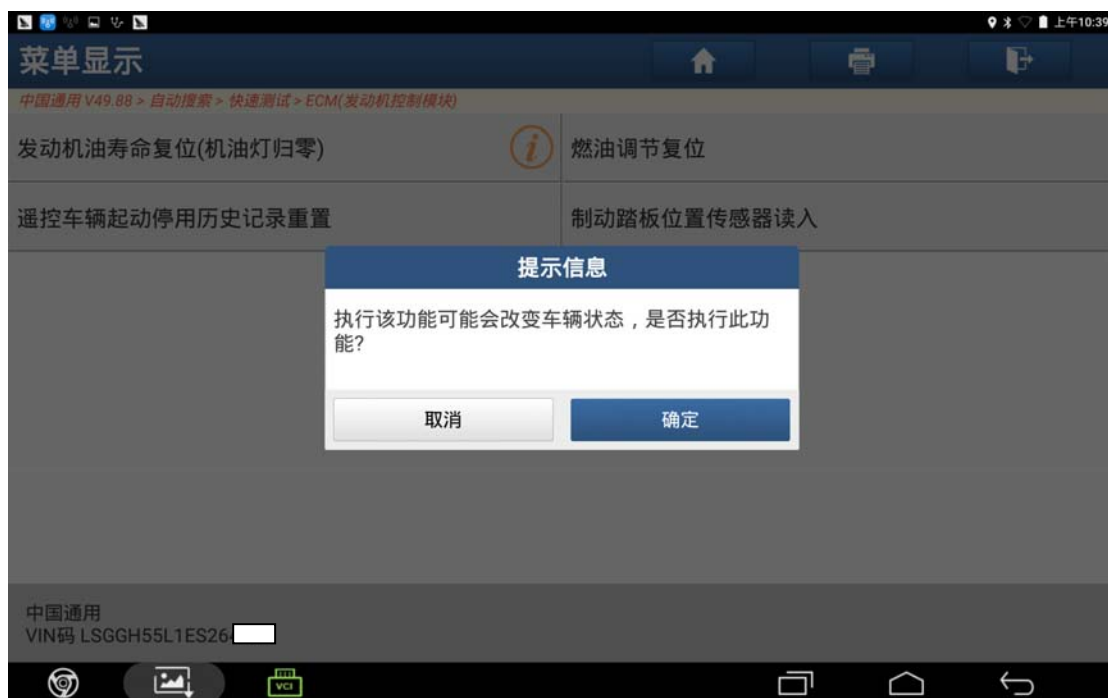 上午10:39
菜单显示
中国通用 V49.88 > 自动搜索 > 快速测试 > ECM(发动机控制模块)
发动机油寿命复位(机油灯归零)
燃油调节复位
遥控车辆起动停用历史记录重置
制动踏板位置传感器读入
提示信息
执行该功能可能会改变车辆状态，是否执行此功
能?
取消
确定
中国通用
VIN码 LSGGH55L1ES26
VCI